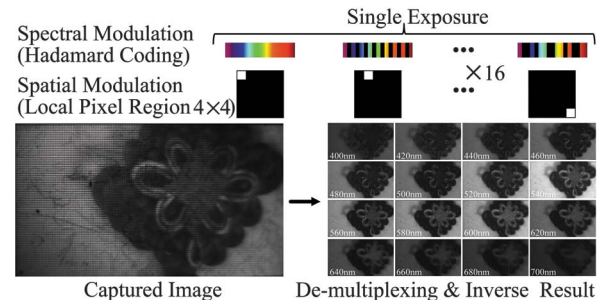 Single Exposure
Spectral Modulation
(Hadamard Coding)
×16
Spatial Modulation
(Local Pixel Region 4×4)
400nm 420nm 440nm 460nm
480nm 500nm 520nm 540nm
560nm 580nm 600nm 620nm
640nm 660nm 680nm 700nm
Captured Image
De-multiplexing & Inverse Result